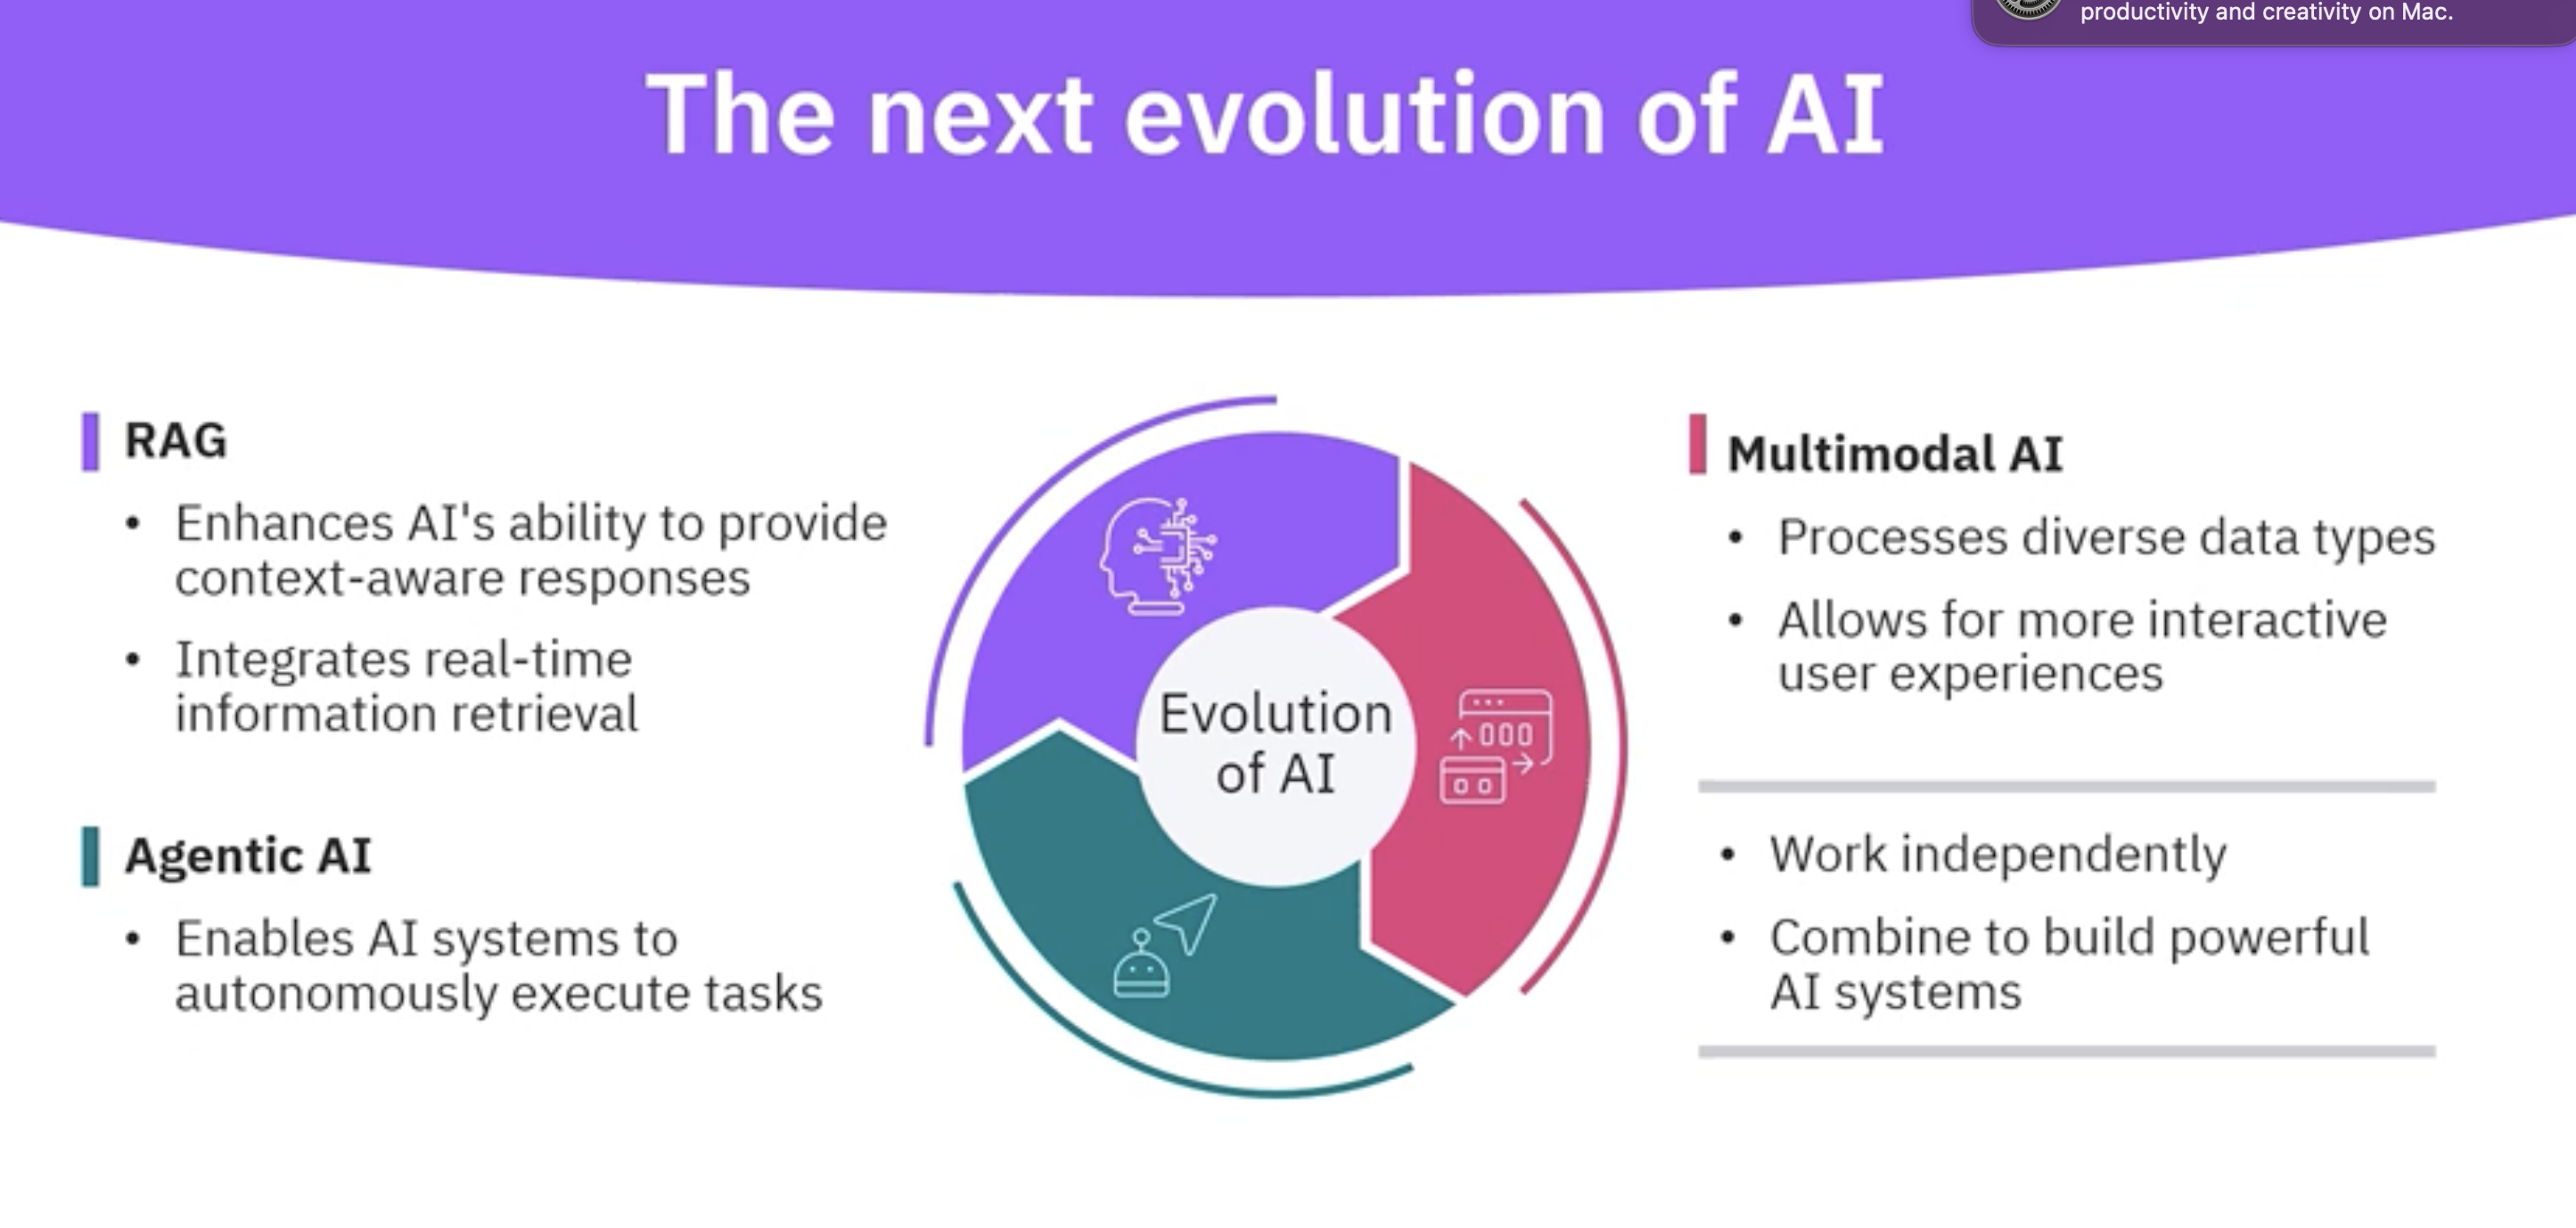 productivity and creativity on Mac.
The next evolution of AI
RAG
• Enhances AI's ability to provide
context-aware responses
• Integrates real-time
information retrieval
Agentic AI
• Enables AI systems to
autonomously execute tasks
Evolution
of AI
Multimodal AI
• Processes diverse data types
• Allows for more interactive
user experiences
• Work independently
• Combine to build powerful
AI systems